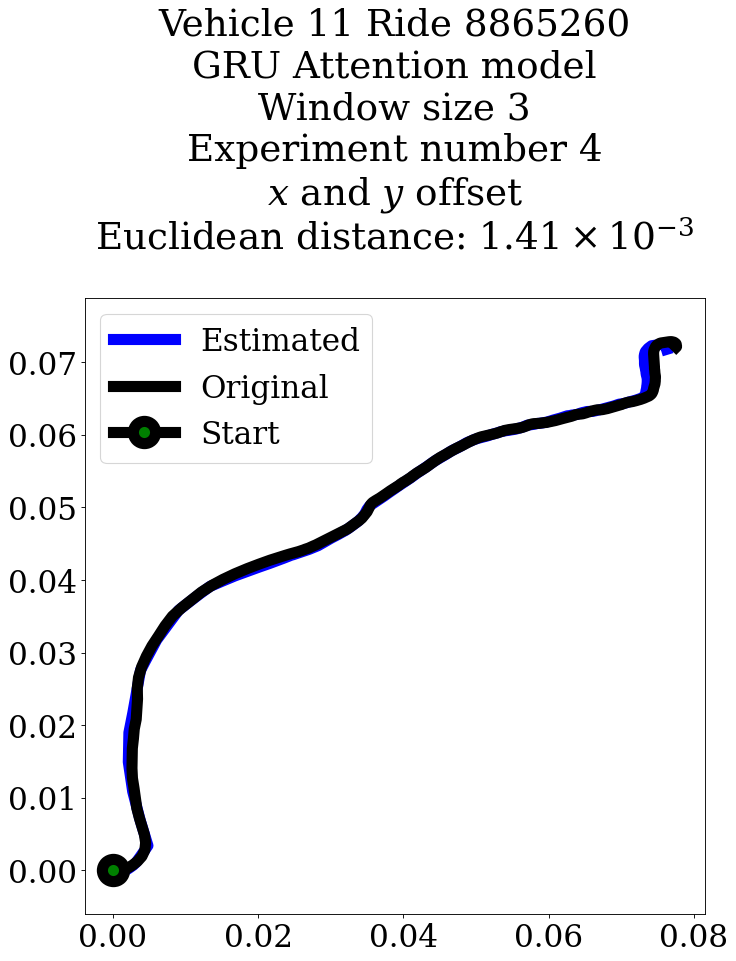 Vehicle 11 Ride 8865260
GRU Attention model
Window size 3
Experiment number 4
x and y offset
Euclidean distance: 1.41 × 10⁻³
Estimated
Original
Start
0.07
0.06
0.05
0.04
0.03
0.02
0.01
0.00
0.00 0.02 0.04 0.06 0.08